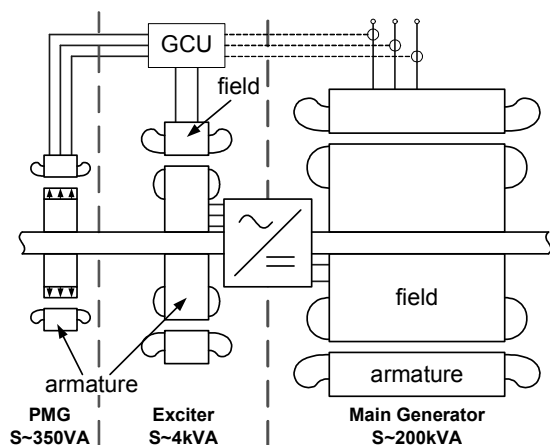 GCU
field
field
armature
armature
PMG
S~350VA
Exciter
S~4kVA
Main Generator
S~200kVA